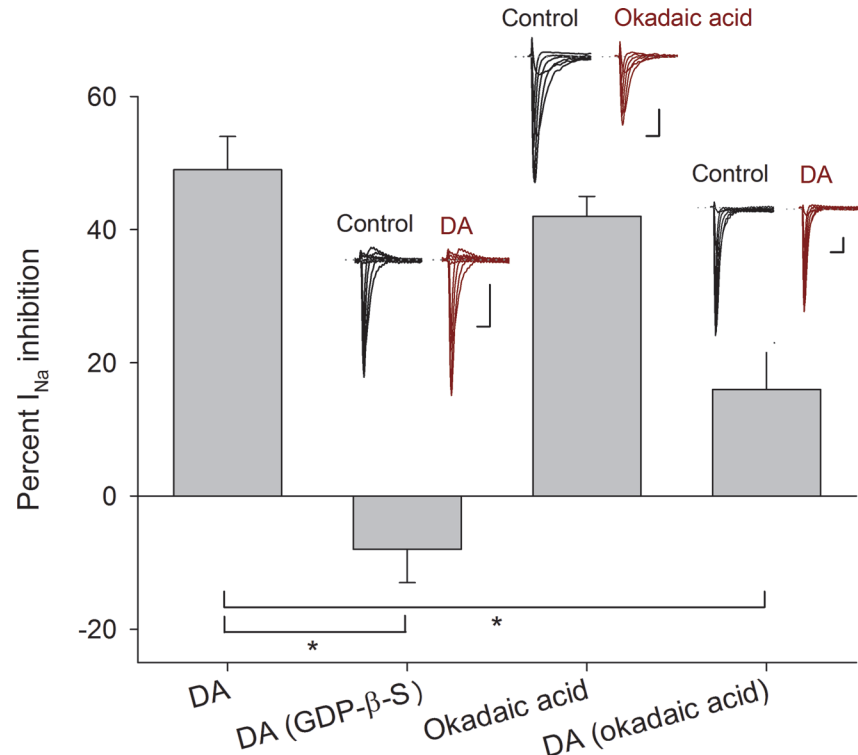 Control Okadaic acid
60
Control DA
Control DA
40
20
0
-20
Percent I_Na inhibition
*
*
DA
DA (GDP-β-S)
Okadaic acid
DA (okadaic acid)